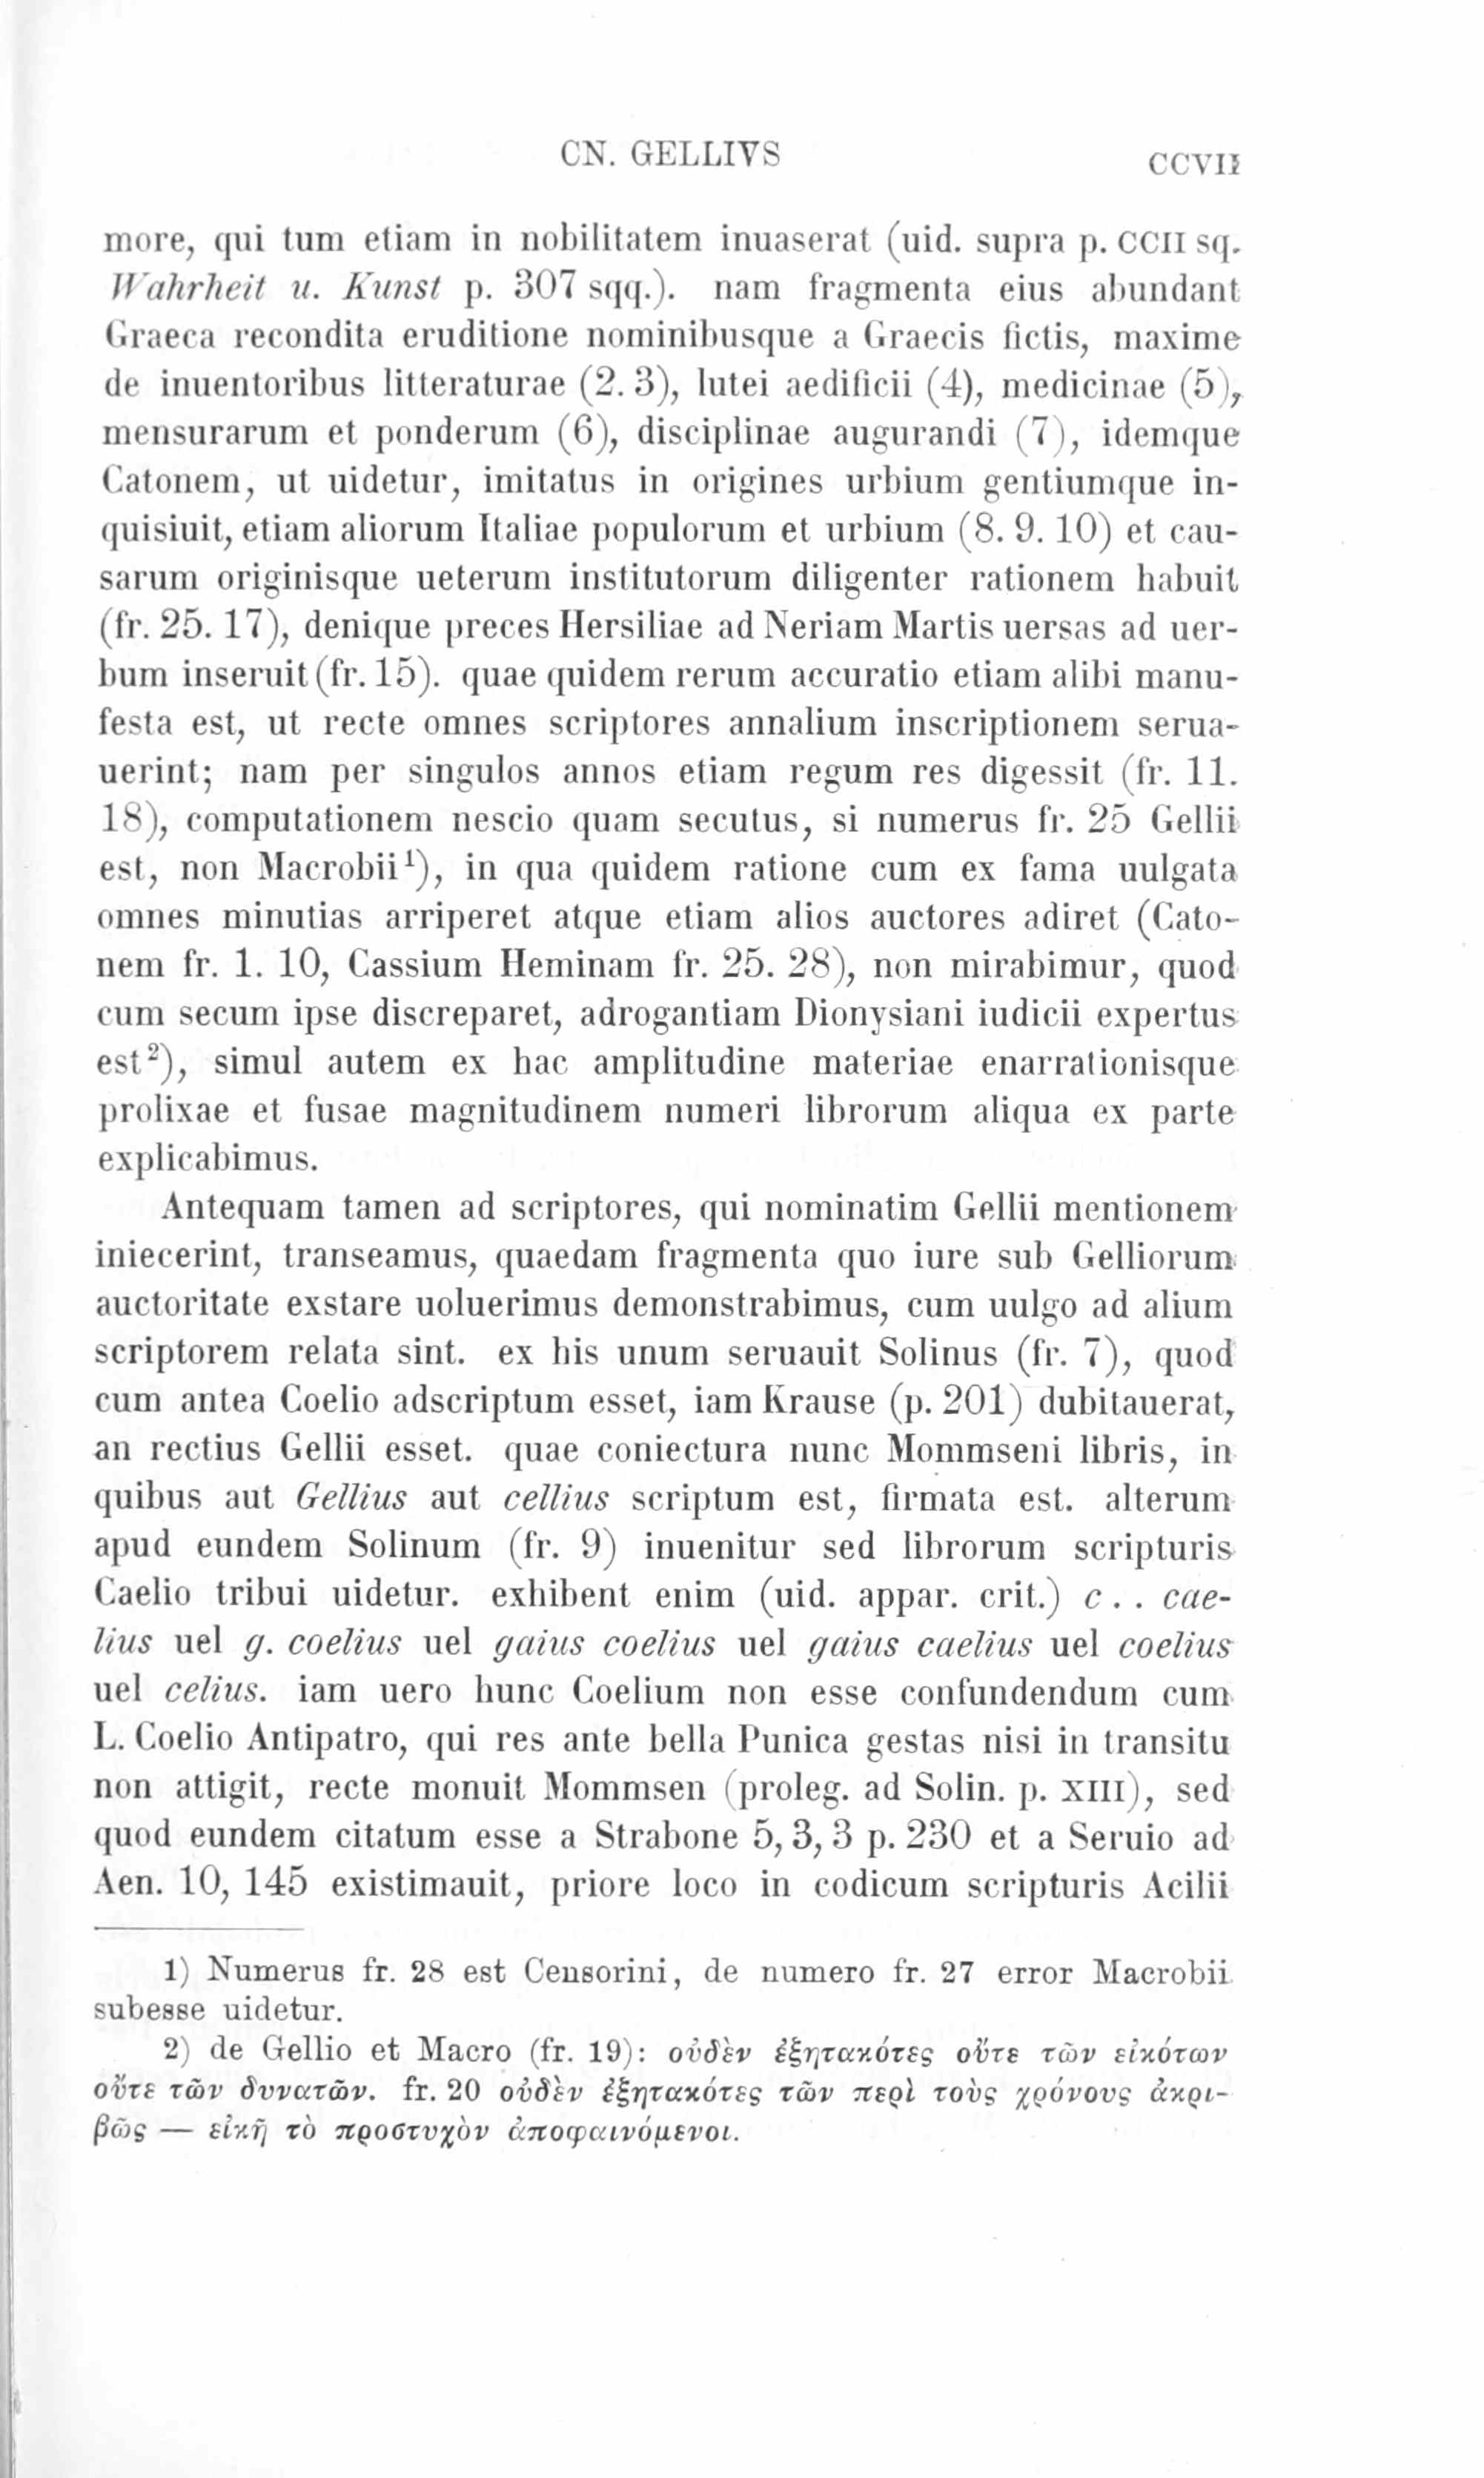 CN. GELLIVS CCVII
more, qui tum etiam in nobilitatem inuaserat (uid. supra p. CCII sq.
Wahrheit u. Kunst p. 307 sqq.). nam fragmenta eius abundant
Graeca recondita eruditione nominibusque a Graecis fictis, maxime
de inuentoribus litteraturae (2. 3), lutei aedificii (4), medicinae (5),
mensurarum et ponderum (6), disciplinae augurandi (7), idemque
Catonem, ut uidetur, imitatus in origines urbium gentiumque in-
quisiuit, etiam aliorum Italiae populorum et urbium (8. 9. 10) et cau-
sarum originisque ueterum institutorum diligenter rationem habuit
(fr. 25. 17), denique preces Hersiliae ad Neriam Martis uersas ad uer-
bum inseruit (fr. 15). quae quidem rerum accuratio etiam alibi manu-
festa est, ut recte omnes scriptores annalium inscriptionem serua-
uerint; nam per singulos annos etiam regum res digessit (fr. 11.
18), computationem nescio quam secutus, si numerus fr. 25 Gellii
est, non Macrobii¹), in qua quidem ratione cum ex fama uulgata
omnes minutias arriperet atque etiam alios auctores adiret (Cato-
nem fr. 1. 10, Cassium Heminam fr. 25. 28), non mirabimur, quod
cum secum ipse discreparet, adrogantiam Dionysiani iudicii expertus
est²), simul autem ex hac amplitudine materiae enarrationisque
prolixae et fusae magnitudinem numeri librorum aliqua ex parte
explicabimus.
Antequam tamen ad scriptores, qui nominatim Gellii mentionem
iniecerint, transeamus, quaedam fragmenta quo iure sub Gelliorum
auctoritate exstare uoluerimus demonstrabimus, cum uulgo ad alium
scriptorem relata sint. ex his unum seruauit Solinus (fr. 7), quod
cum antea Coelio adscriptum esset, iam Krause (p. 201) dubitauerat,
an rectius Gellii esset. quae coniectura nunc Mommseni libris, in
quibus aut Gellius aut cellius scriptum est, firmata est. alterum
apud eundem Solinum (fr. 9) inuenitur sed librorum scripturis
Caelio tribui uidetur. exhibent enim (uid. appar. crit.) c . . cae-
lius uel g. coelius uel gaius coelius uel gaius caelius uel coelius
uel celius. iam uero hunc Coelium non esse confundendum cum
L. Coelio Antipatro, qui res ante bella Punica gestas nisi in transitu
non attigit, recte monuit Mommsen (proleg. ad Solin. p. XIII), sed
quod eundem citatum esse a Strabone 5, 3, 3 p. 230 et a Seruio ad
Aen. 10, 145 existimauit, priore loco in codicum scripturis Acilii
1) Numerus fr. 28 est Censorini, de numero fr. 27 error Macrobii
subesse uidetur.
2) de Gellio et Macro (fr. 19): οὐδὲν ἐξητακότες οὔτε τῶν εἰκότων
οὔτε τῶν δυνατῶν. fr. 20 οὐδὲν ἐξητακότες τῶν περὶ τοὺς χρόνους ἀκρι-
βῶς — εἰκῇ τὸ προστυχὸν ἀποφαινόμενοι.